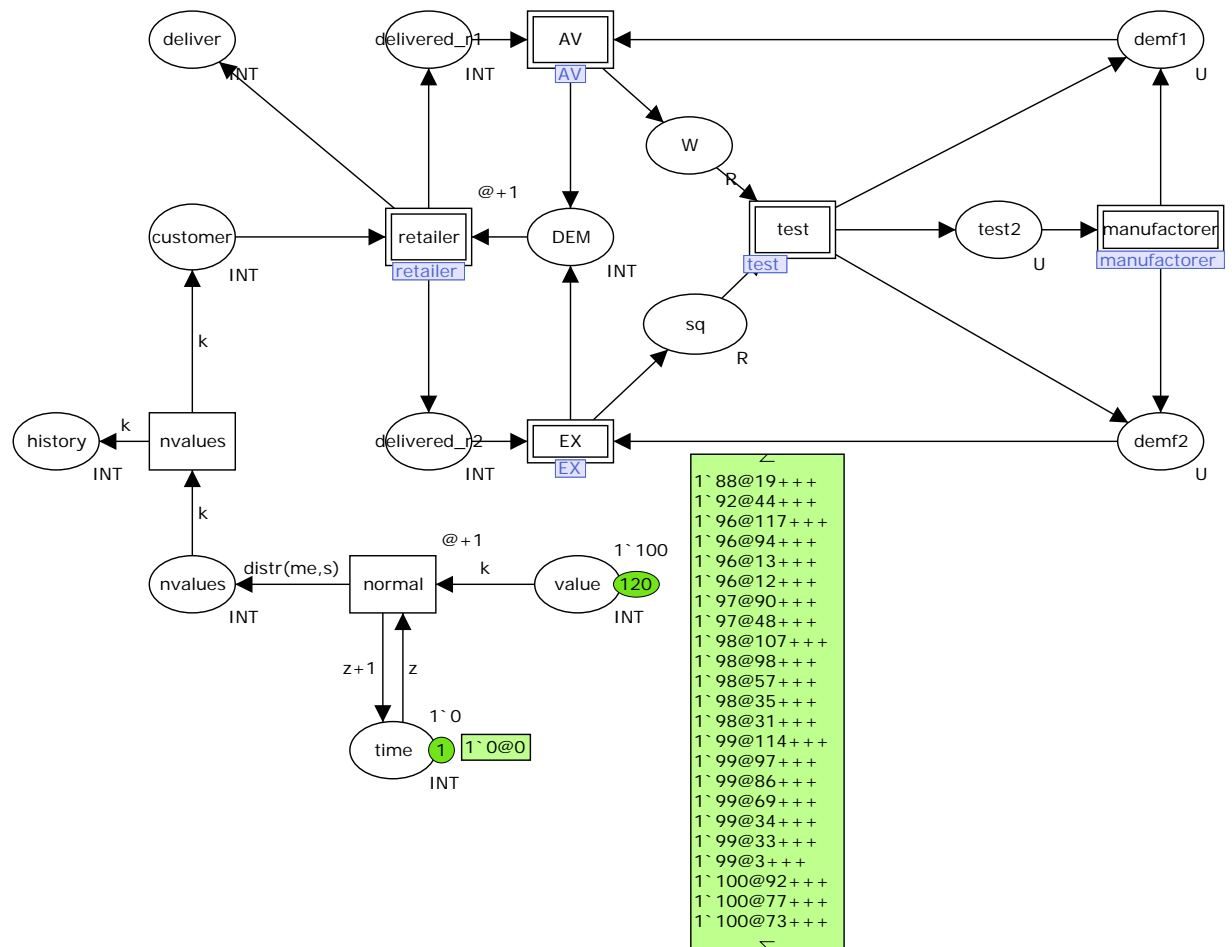 deliver
INT
delivered_r1
INT
AV
AV
demf1
U
W
R
@+1
customer
INT
retailer
retailer
DEM
INT
test
test
test2
U
manufactorer
manufactorer
sq
R
k
history
INT
k
nvalues
delivered_r2
INT
EX
EX
demf2
U
k
nvalues
INT
distr(me,s)
normal
@+1
k
value
1`100
120
INT
z+1
z
time
1`0
1
1`0@0
INT
1`88@19+++
1`92@44+++
1`96@117+++
1`96@94+++
1`96@13+++
1`96@12+++
1`97@90+++
1`97@48+++
1`98@107+++
1`98@98+++
1`98@57+++
1`98@35+++
1`98@31+++
1`99@114+++
1`99@97+++
1`99@86+++
1`99@69+++
1`99@34+++
1`99@33+++
1`99@3+++
1`100@92+++
1`100@77+++
1`100@73+++